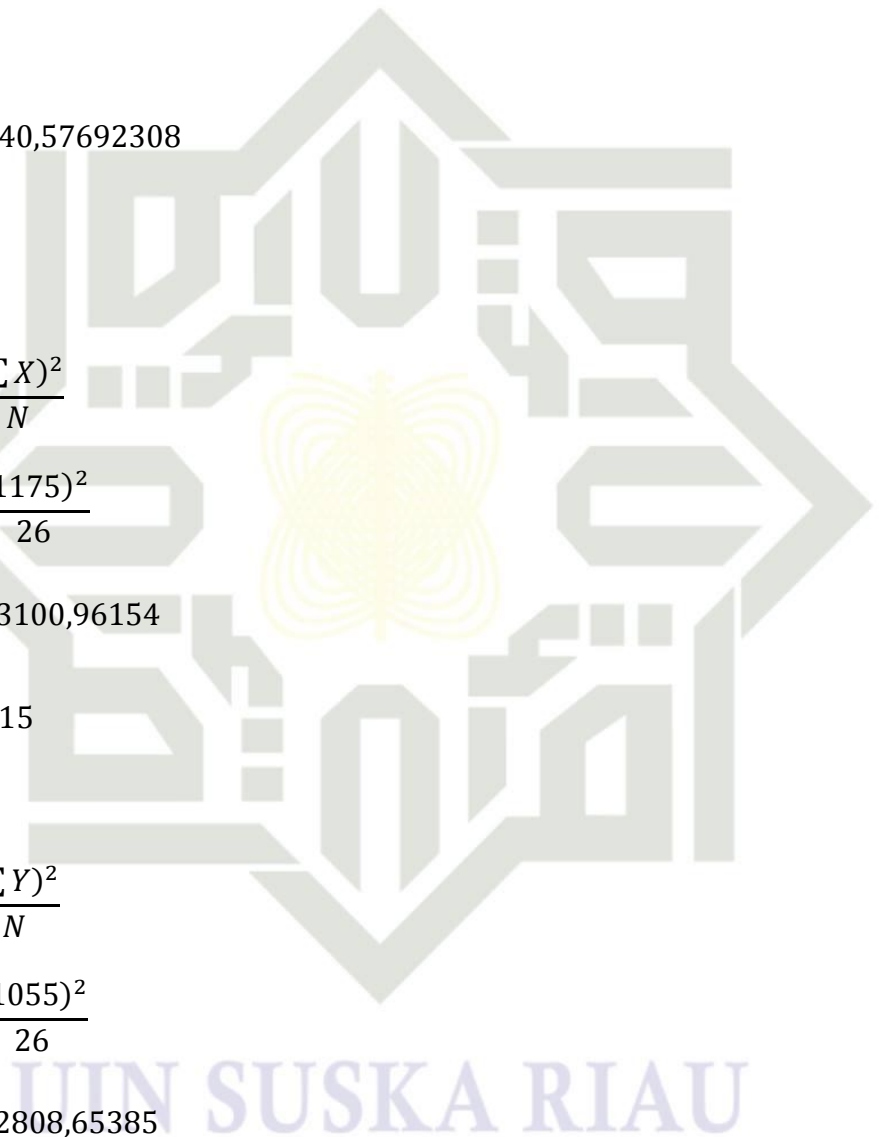 40,57692308
∑ X)²
N
1175)²
26
3100,96154
15
∑ Y)²
N
1055)²
26
2808,65385
UIN SUSKA RIAU